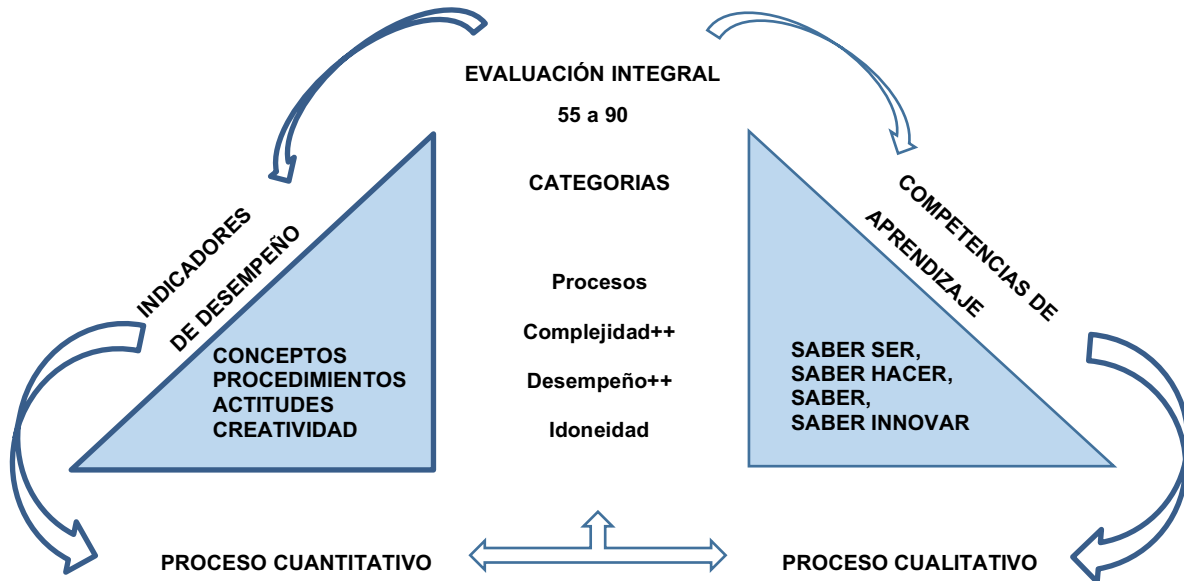 EVALUACIÓN INTEGRAL
55 a 90
CATEGORIAS
INDICADORES
DE DESEMPEÑO
CONCEPTOS
PROCEDIMIENTOS
ACTITUDES
CREATIVIDAD
Procesos
Complejidad++
Desempeño++
Idoneidad
COMPETENCIAS DE
APRENDIZAJE
SABER SER,
SABER HACER,
SABER,
SABER INNOVAR
PROCESO CUANTITATIVO
PROCESO CUALITATIVO